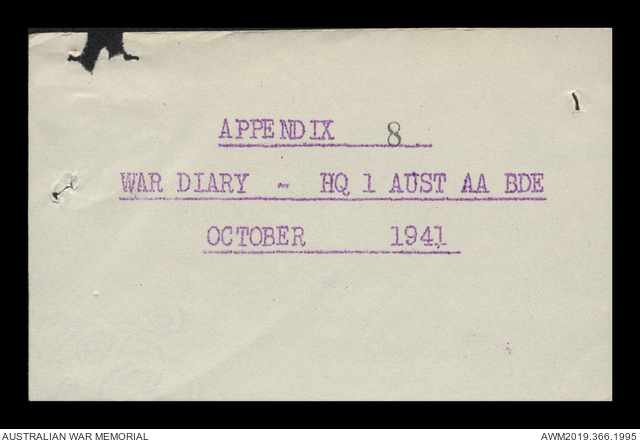 APPENDIX 8
WAR DIARY - HQ 1 AUST AA BDE
OCTOBER 1941
AUSTRALIAN WAR MEMORIAL
AWM2019.366.1995